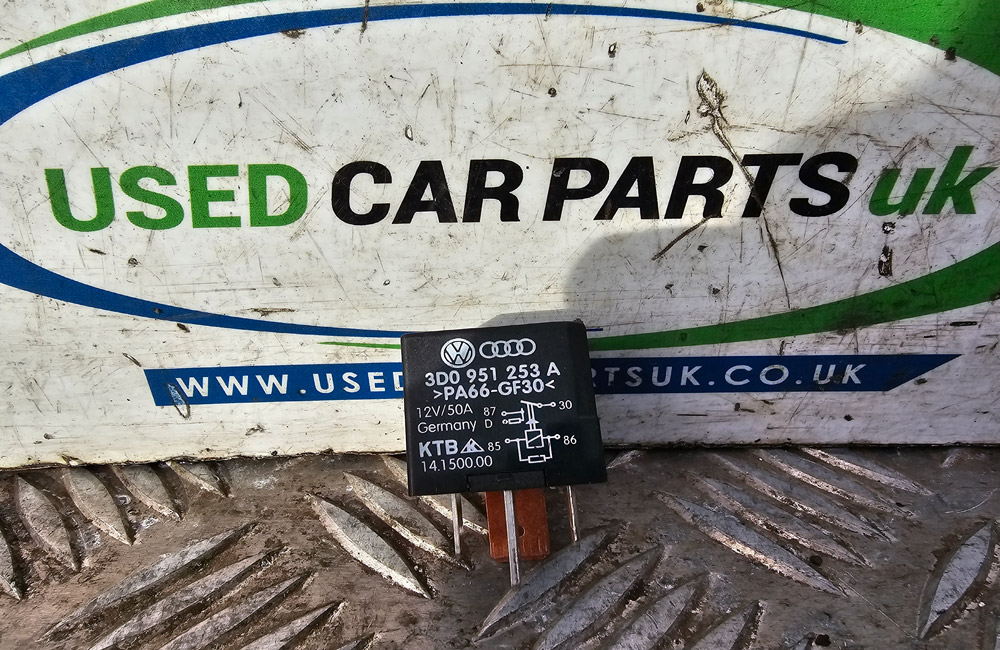 USED CAR PARTS uk
3D0 951 253 A
>PA66-GF30<
12V/50A 87 30
Germany D
KTB 85 86
14.1500.00
WWW.USED RTSUK.CO.UK